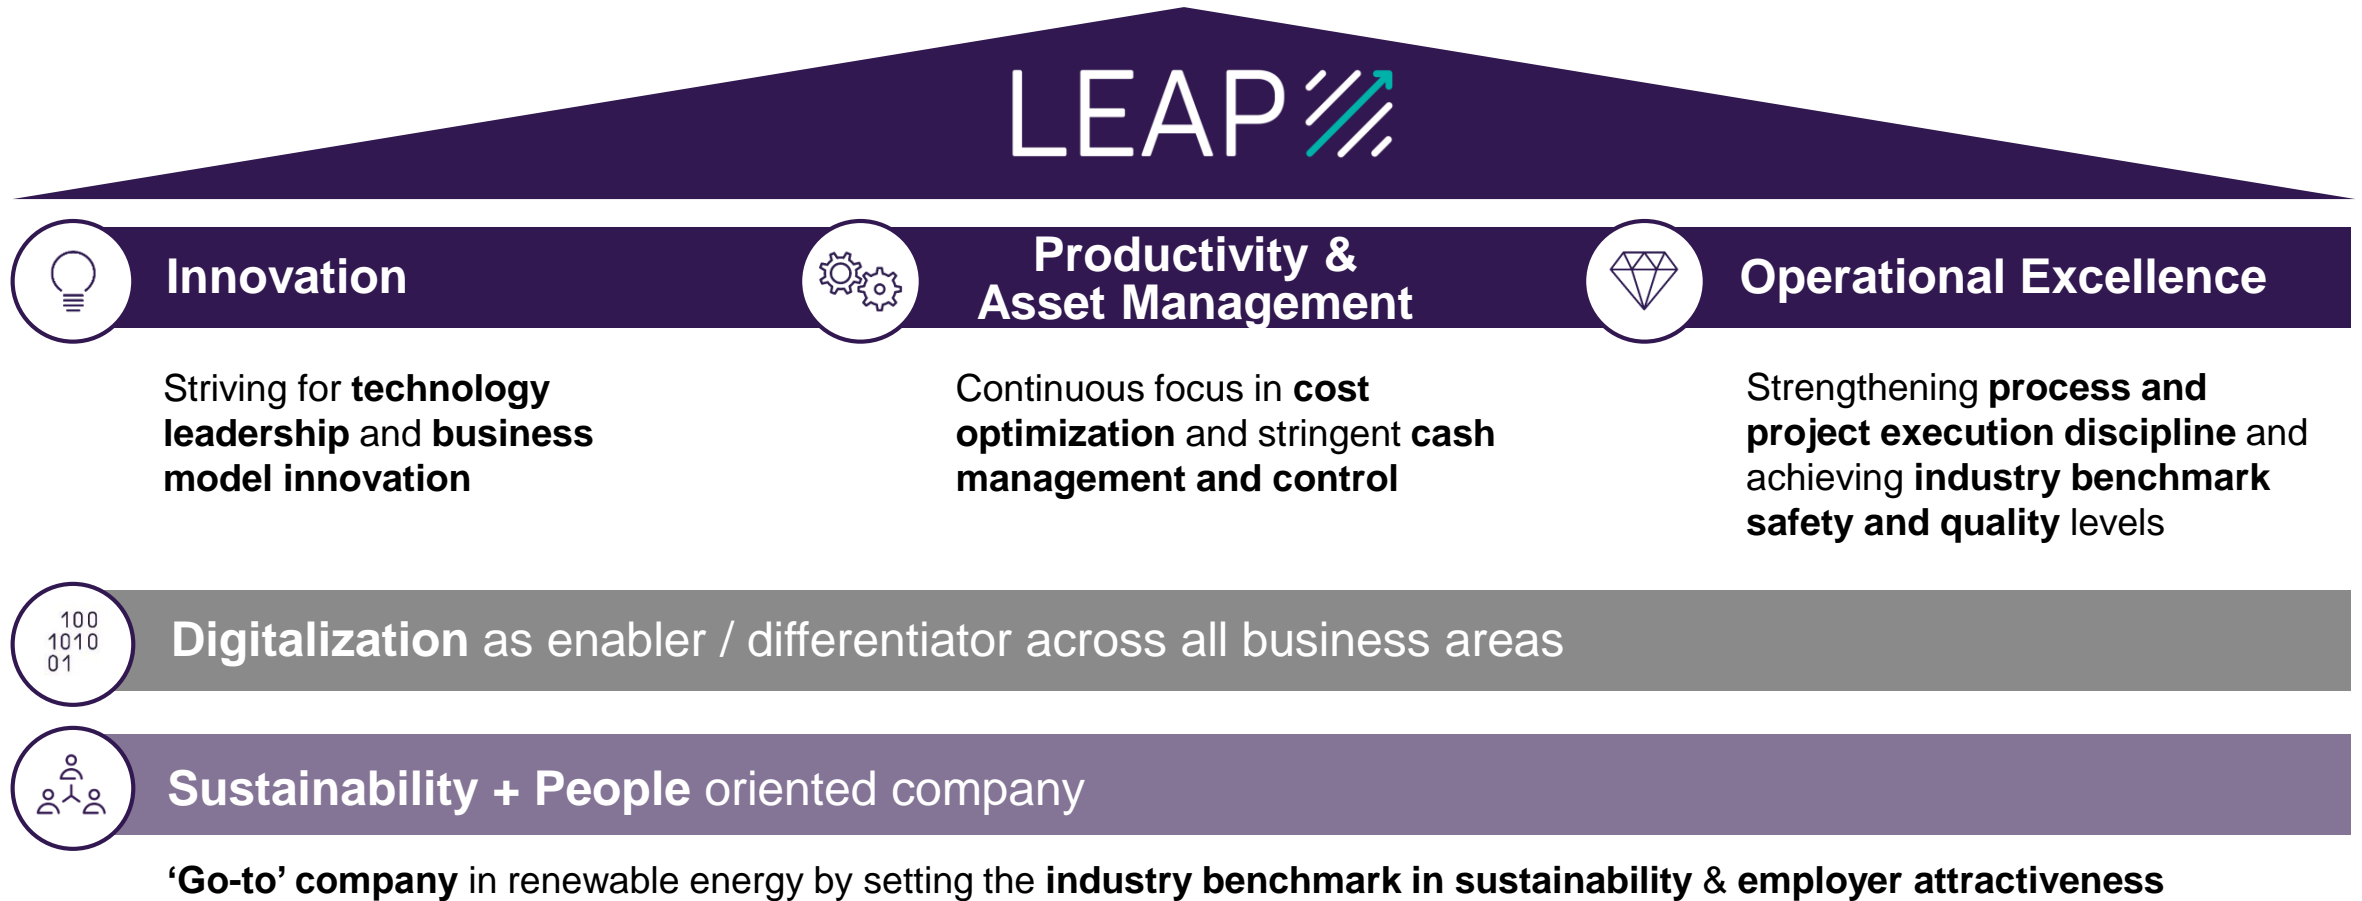 LEAP
Innovation
Productivity &
Asset Management
Operational Excellence
Striving for technology
leadership and business
model innovation
Continuous focus in cost
optimization and stringent cash
management and control
Strengthening process and
project execution discipline and
achieving industry benchmark
safety and quality levels
100
1010
01
Digitalization as enabler / differentiator across all business areas
Sustainability + People oriented company
‘Go-to’ company in renewable energy by setting the industry benchmark in sustainability & employer attractiveness